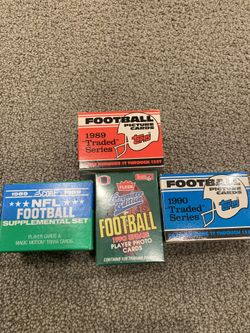 FOOTBALL
PICTURE
CARDS
1989
"Traded"
Series
Topps
1989
Score
1989
NFL
FOOTBALL
SUPPLEMENTAL SET
PLAYER CARDS &
MAGIC MOTION TRIVIA CARDS
FLEER
FOOTBALL
1990
PLAYER PHOTO
CARDS
FOOTBALL
PICTURE
CARDS
1990
"Traded"
Series
Topps